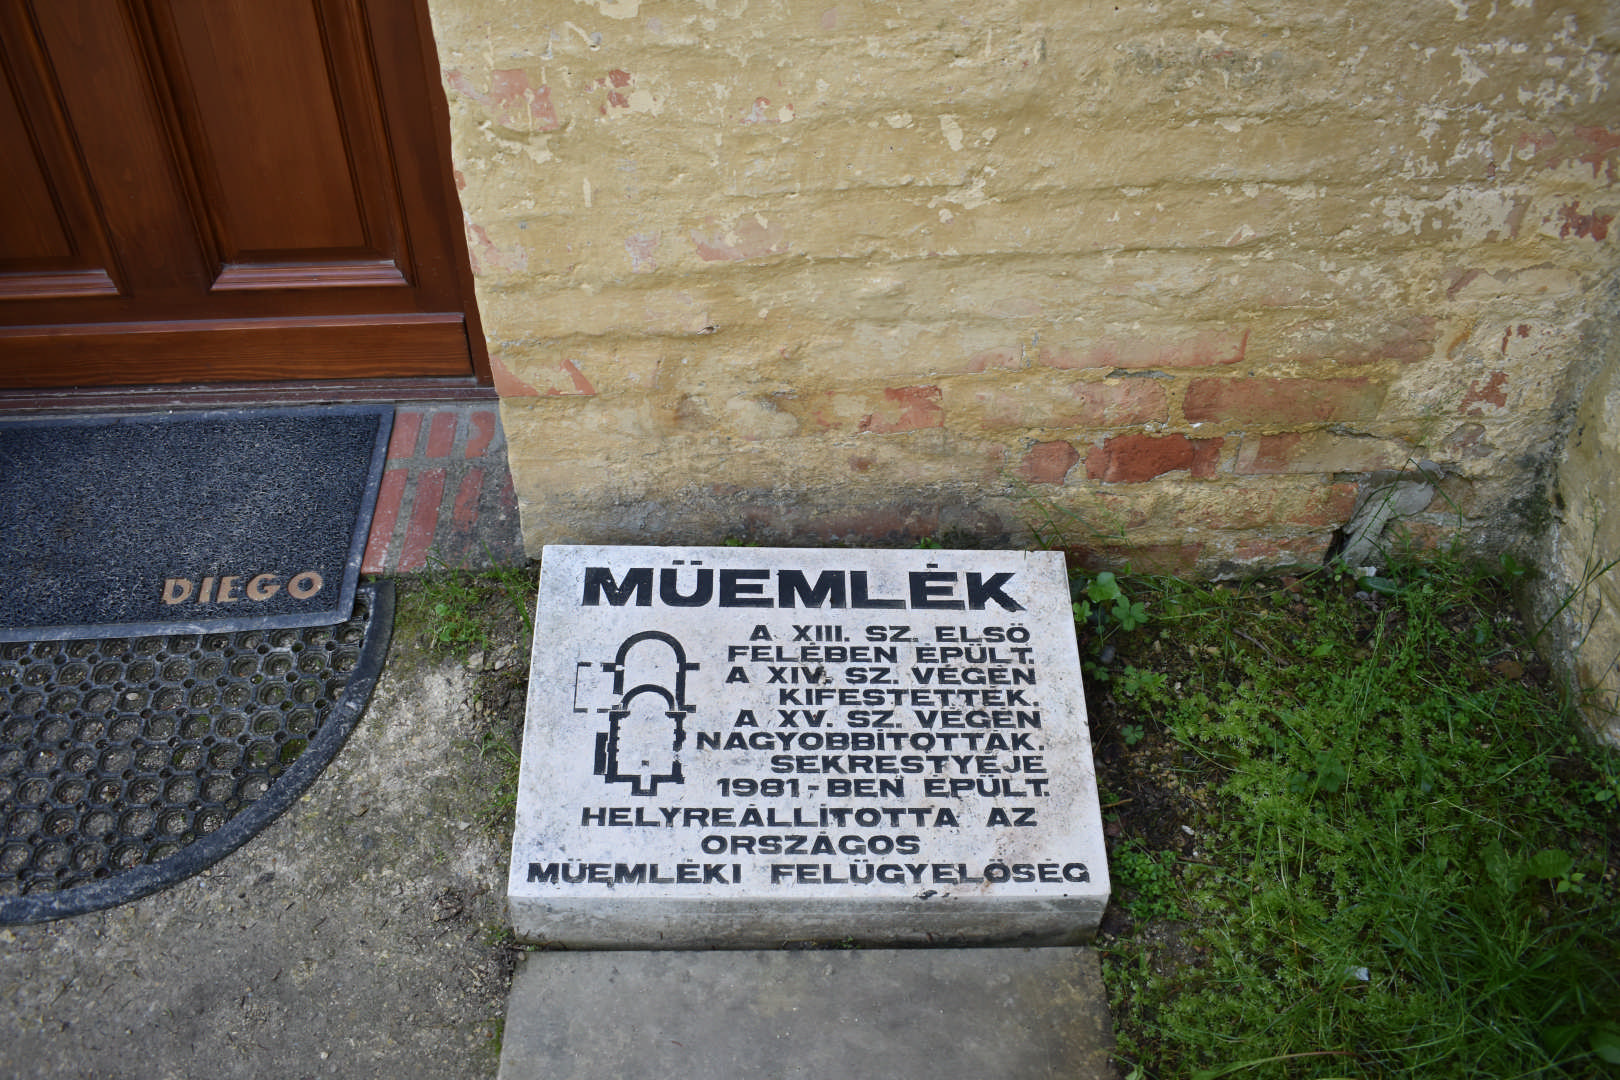 DIEGO
MŰEMLÉK
A XIII. SZ. ELSŐ
FELÉBEN ÉPÜLT.
A XIV. SZ. VÉGÉN
KIFESTETTÉK.
A XV. SZ. VÉGÉN
NAGYOBBÍTOTTÁK.
SEKRESTYÉJE
1981-BEN ÉPÜLT.
HELYREÁLLÍTOTTA AZ
ORSZÁGOS
MŰEMLÉKI FELÜGYELŐSÉG